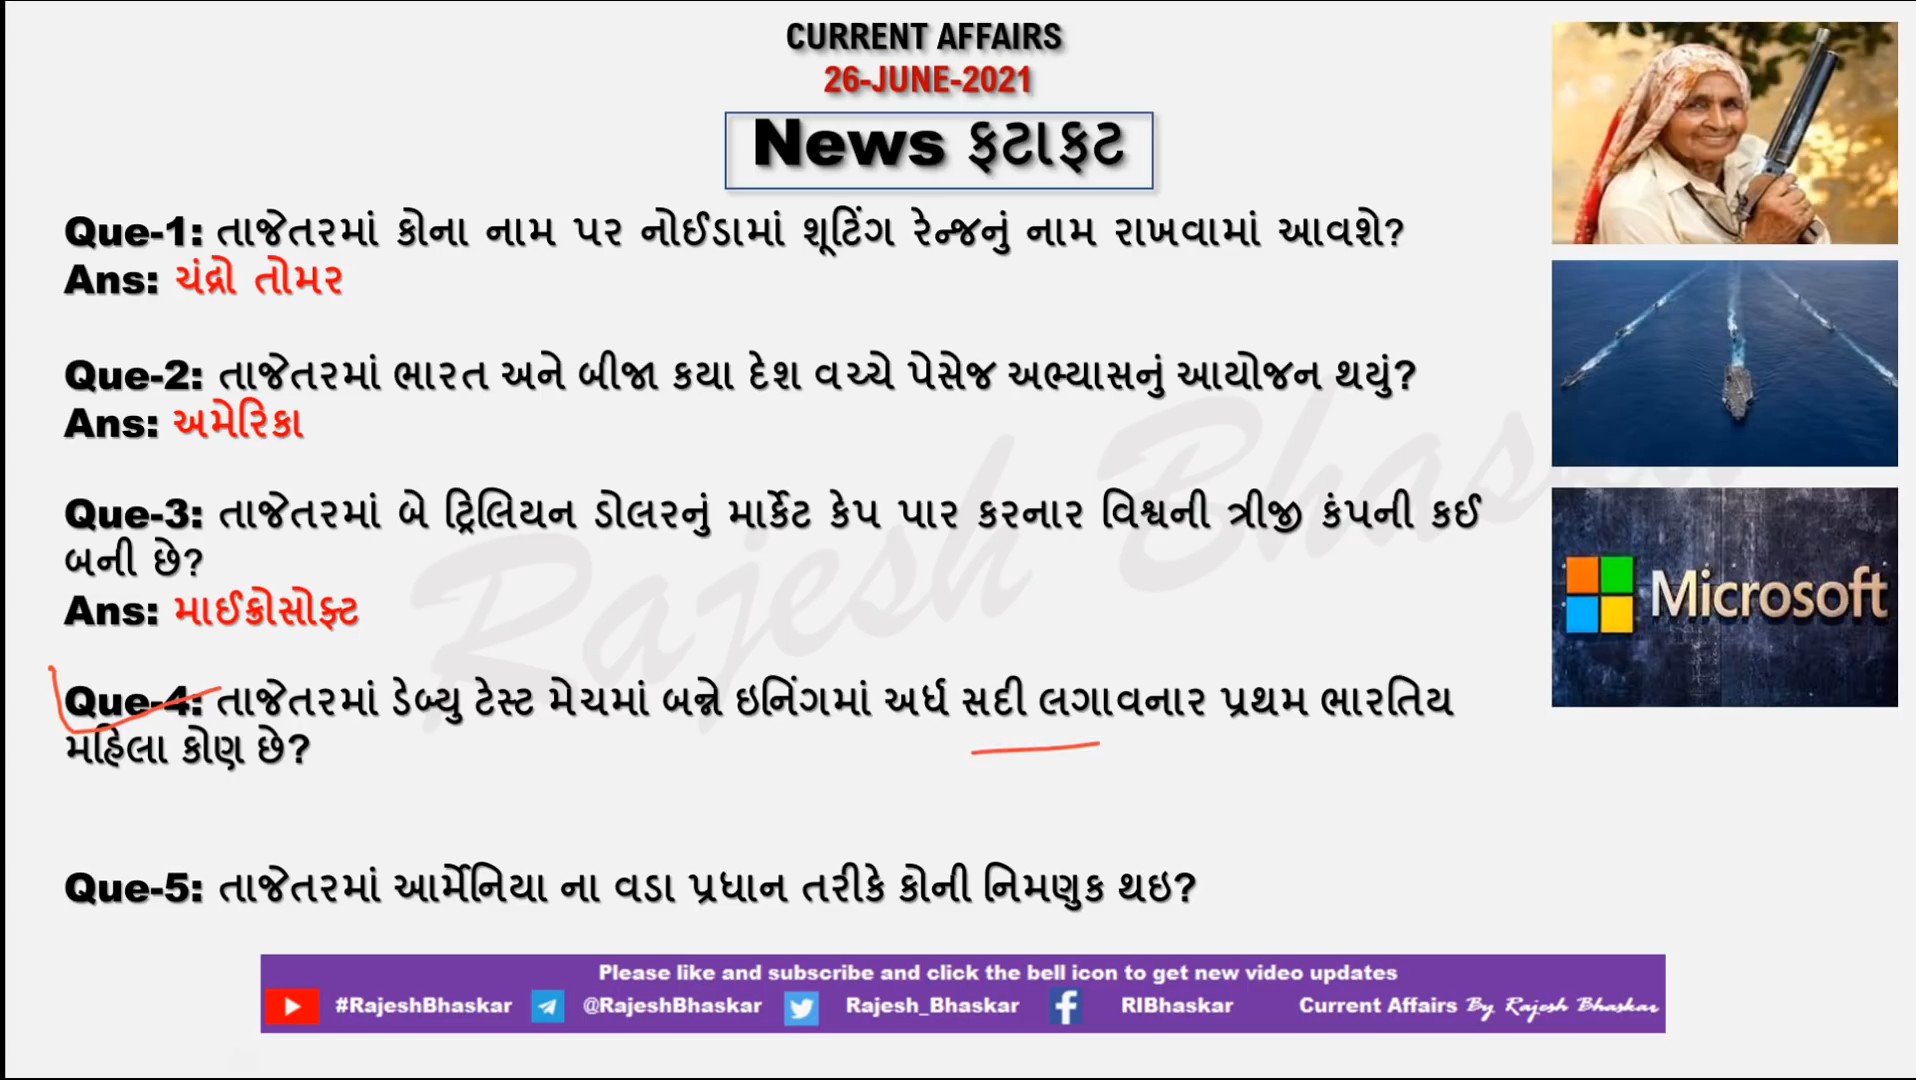 CURRENT AFFAIRS
26-JUNE-2021
News ફટાફટ
Que-1: તાજેતરમાં કોના નામ પર નોઈડામાં શૂટિંગ રેન્જનું નામ રાખવામાં આવશે?
Ans: ચંદ્રો તોમર
Que-2: તાજેતરમાં ભારત અને બીજા કયા દેશ વચ્ચે પેસેજ અભ્યાસનું આયોજન થયું?
Ans: અમેરિકા
Que-3: તાજેતરમાં બે ટ્રિલિયન ડોલરનું માર્કેટ કેપ પાર કરનાર વિશ્વની ત્રીજી કંપની કઈ
બની છે?
Ans: માઈક્રોસોફ્ટ
Microsoft
Que-4: તાજેતરમાં ડેબ્યુ ટેસ્ટ મેચમાં બન્ને ઇનિંગમાં અર્ધ સદી લગાવનાર પ્રથમ ભારતિય
મહિલા કોણ છે?
Que-5: તાજેતરમાં આર્મેનિયા ના વડા પ્રધાન તરીકે કોની નિમણુક થઇ?
Rajesh Bhaskar
Please like and subscribe and click the bell icon to get new video updates
#RajeshBhaskar @RajeshBhaskar Rajesh_Bhaskar RIBhaskar Current Affairs By Rajesh Bhaskar